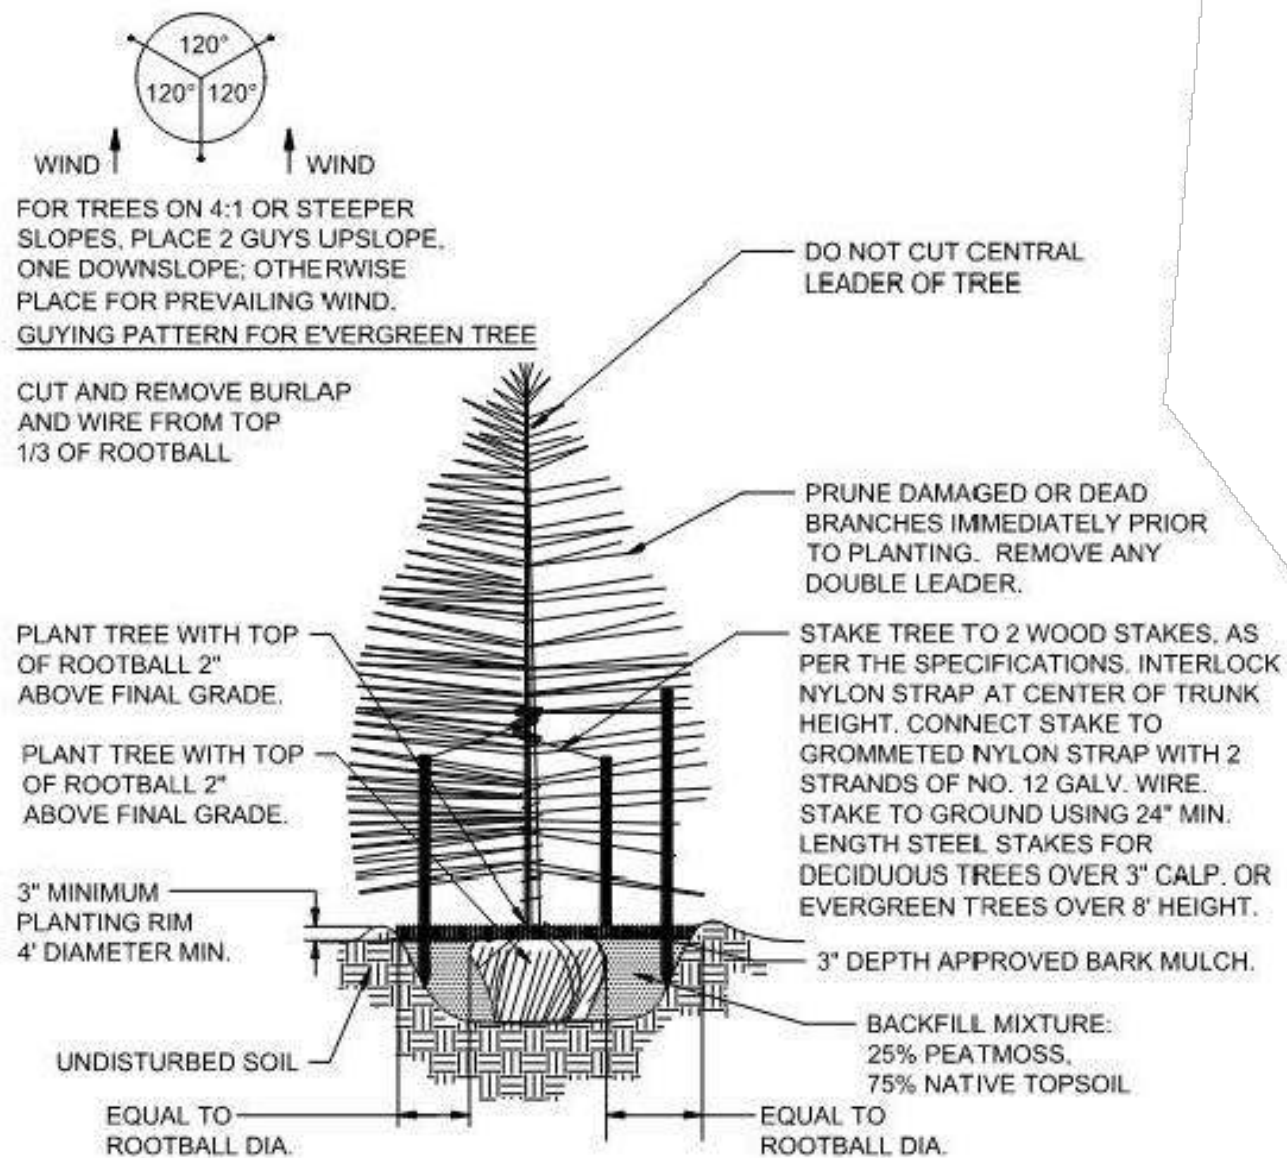 120°
120° 120°
WIND WIND
FOR TREES ON 4:1 OR STEEPER
SLOPES, PLACE 2 GUYS UPSLOPE,
ONE DOWNSLOPE; OTHERWISE
PLACE FOR PREVAILING WIND.
GUYING PATTERN FOR EVERGREEN TREE
CUT AND REMOVE BURLAP
AND WIRE FROM TOP
1/3 OF ROOTBALL
PLANT TREE WITH TOP
OF ROOTBALL 2"
ABOVE FINAL GRADE.
PLANT TREE WITH TOP
OF ROOTBALL 2"
ABOVE FINAL GRADE.
3" MINIMUM
PLANTING RIM
4' DIAMETER MIN.
UNDISTURBED SOIL
EQUAL TO
ROOTBALL DIA.
DO NOT CUT CENTRAL
LEADER OF TREE
PRUNE DAMAGED OR DEAD
BRANCHES IMMEDIATELY PRIOR
TO PLANTING. REMOVE ANY
DOUBLE LEADER.
STAKE TREE TO 2 WOOD STAKES, AS
PER THE SPECIFICATIONS. INTERLOCK
NYLON STRAP AT CENTER OF TRUNK
HEIGHT. CONNECT STAKE TO
GROMMETED NYLON STRAP WITH 2
STRANDS OF NO. 12 GALV. WIRE.
STAKE TO GROUND USING 24" MIN.
LENGTH STEEL STAKES FOR
DECIDUOUS TREES OVER 3" CALP. OR
EVERGREEN TREES OVER 8' HEIGHT.
3" DEPTH APPROVED BARK MULCH.
BACKFILL MIXTURE:
25% PEATMOSS,
75% NATIVE TOPSOIL
EQUAL TO
ROOTBALL DIA.